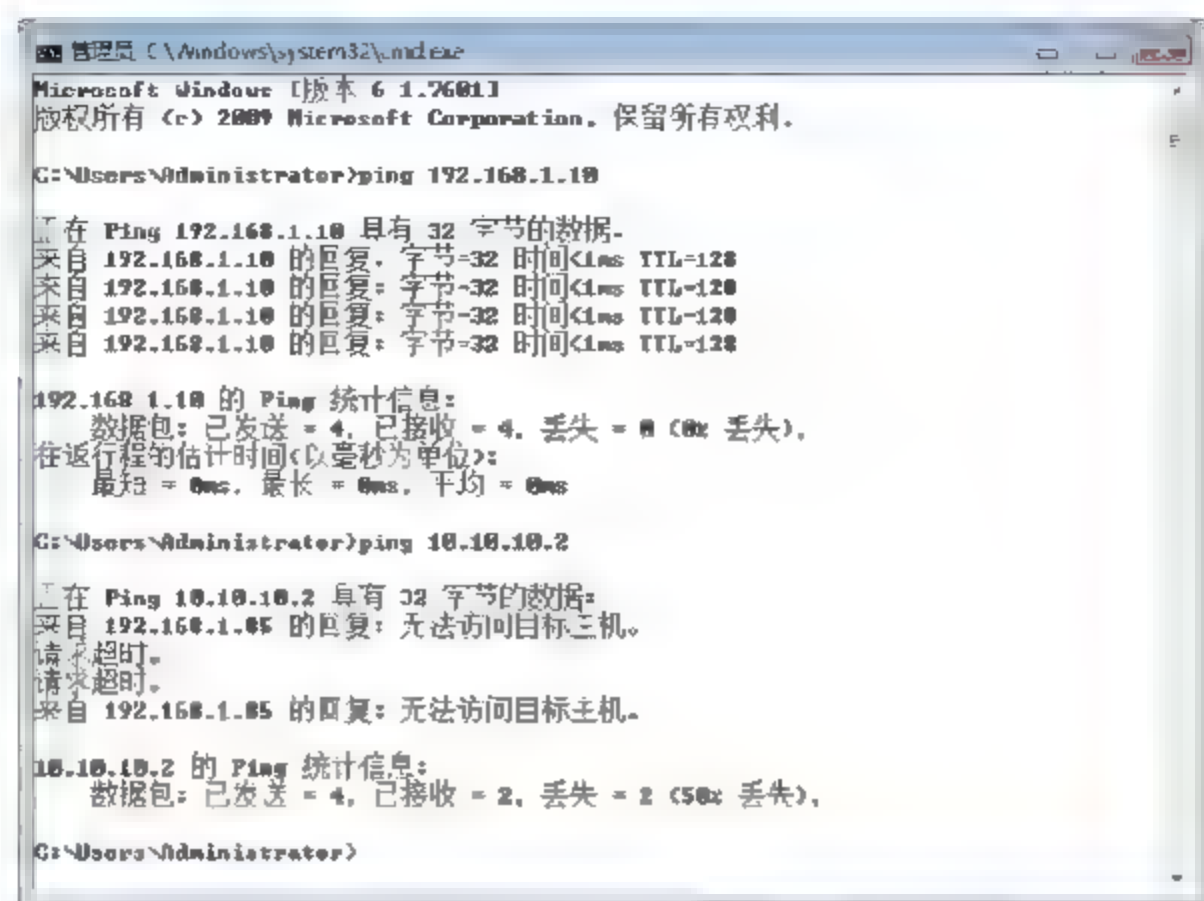 管理员 C:\Windows\system32\cmd.exe
Microsoft Windows [版本 6.1.7601]
版权所有 (c) 2009 Microsoft Corporation。保留所有权利。
C:\Users\Administrator>ping 192.168.1.10
正在 Ping 192.168.1.10 具有 32 字节的数据:
来自 192.168.1.10 的回复: 字节=32 时间<1ms TTL=128
来自 192.168.1.10 的回复: 字节=32 时间<1ms TTL=128
来自 192.168.1.10 的回复: 字节=32 时间<1ms TTL=128
来自 192.168.1.10 的回复: 字节=32 时间<1ms TTL=128
192.168.1.10 的 Ping 统计信息:
数据包: 已发送 = 4，已接收 = 4，丢失 = 0 (0% 丢失)，
往返行程的估计时间(以毫秒为单位):
最短 = 0ms，最长 = 0ms，平均 = 0ms
C:\Users\Administrator>ping 10.10.10.2
正在 Ping 10.10.10.2 具有 32 字节的数据:
来自 192.168.1.85 的回复: 无法访问目标主机。
请求超时。
请求超时。
来自 192.168.1.85 的回复: 无法访问目标主机。
10.10.10.2 的 Ping 统计信息:
数据包: 已发送 = 4，已接收 = 2，丢失 = 2 (50% 丢失)，
C:\Users\Administrator>